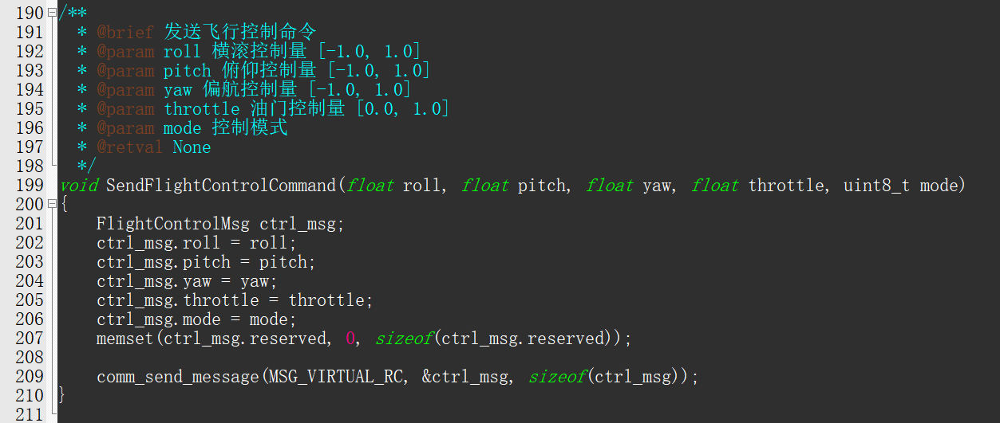 190 /**
191 * @brief 发送飞行控制命令
192 * @param roll 横滚控制量 [-1.0, 1.0]
193 * @param pitch 俯仰控制量 [-1.0, 1.0]
194 * @param yaw 偏航控制量 [-1.0, 1.0]
195 * @param throttle 油门控制量 [0.0, 1.0]
196 * @param mode 控制模式
197 * @retval None
198 */
199 void SendFlightControlCommand(float roll, float pitch, float yaw, float throttle, uint8_t mode)
200 {
201 FlightControlMsg ctrl_msg;
202 ctrl_msg.roll = roll;
203 ctrl_msg.pitch = pitch;
204 ctrl_msg.yaw = yaw;
205 ctrl_msg.throttle = throttle;
206 ctrl_msg.mode = mode;
207 memset(ctrl_msg.reserved, 0, sizeof(ctrl_msg.reserved));
208
209 comm_send_message(MSG_VIRTUAL_RC, &ctrl_msg, sizeof(ctrl_msg));
210 }
211